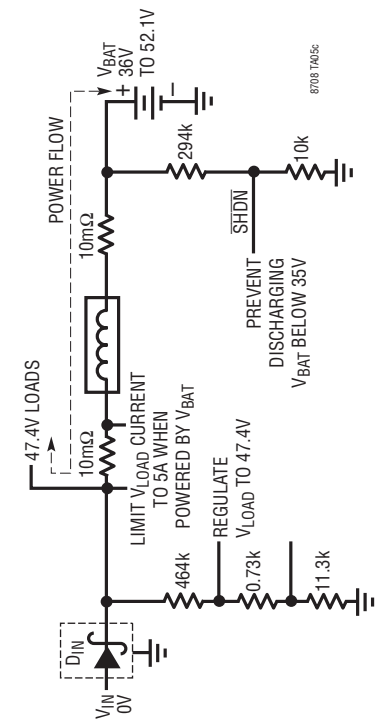 POWER FLOW
V_BAT
36V
TO 52.1V
+
−
47.4V LOADS
10mΩ
10mΩ
LIMIT V_LOAD CURRENT
TO 5A WHEN
POWERED BY V_BAT
D_IN
V_IN
0V
464k
REGULATE
V_LOAD TO 47.4V
0.73k
11.3k
294k
SHDN
PREVENT
DISCHARGING
V_BAT BELOW 35V
10k
8708 TA05c